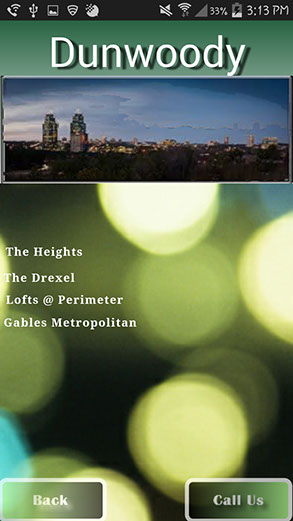 33% 3:13 PM
Dunwoody
The Heights
The Drexel
Lofts @ Perimeter
Gables Metropolitan
Back
Call Us